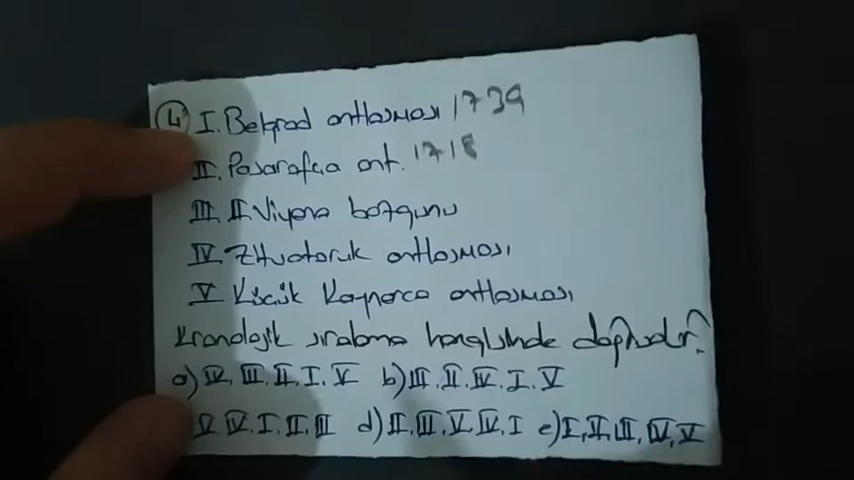 4 I. Belgrad antlaşması 1739
II. Pasarofça ant. 1718
III. II. Viyana bozgunu
IV. Zitvatoruk antlaşması
V Küçük Kaynarca antlaşması
Kronolojik sıralama hangisinde doğrudur?
a) IV. III. II. I. V b) III. II. IV. I. V
V IV. I. II. III d) II. III. V. IV. I e) I, II, III, IV, V